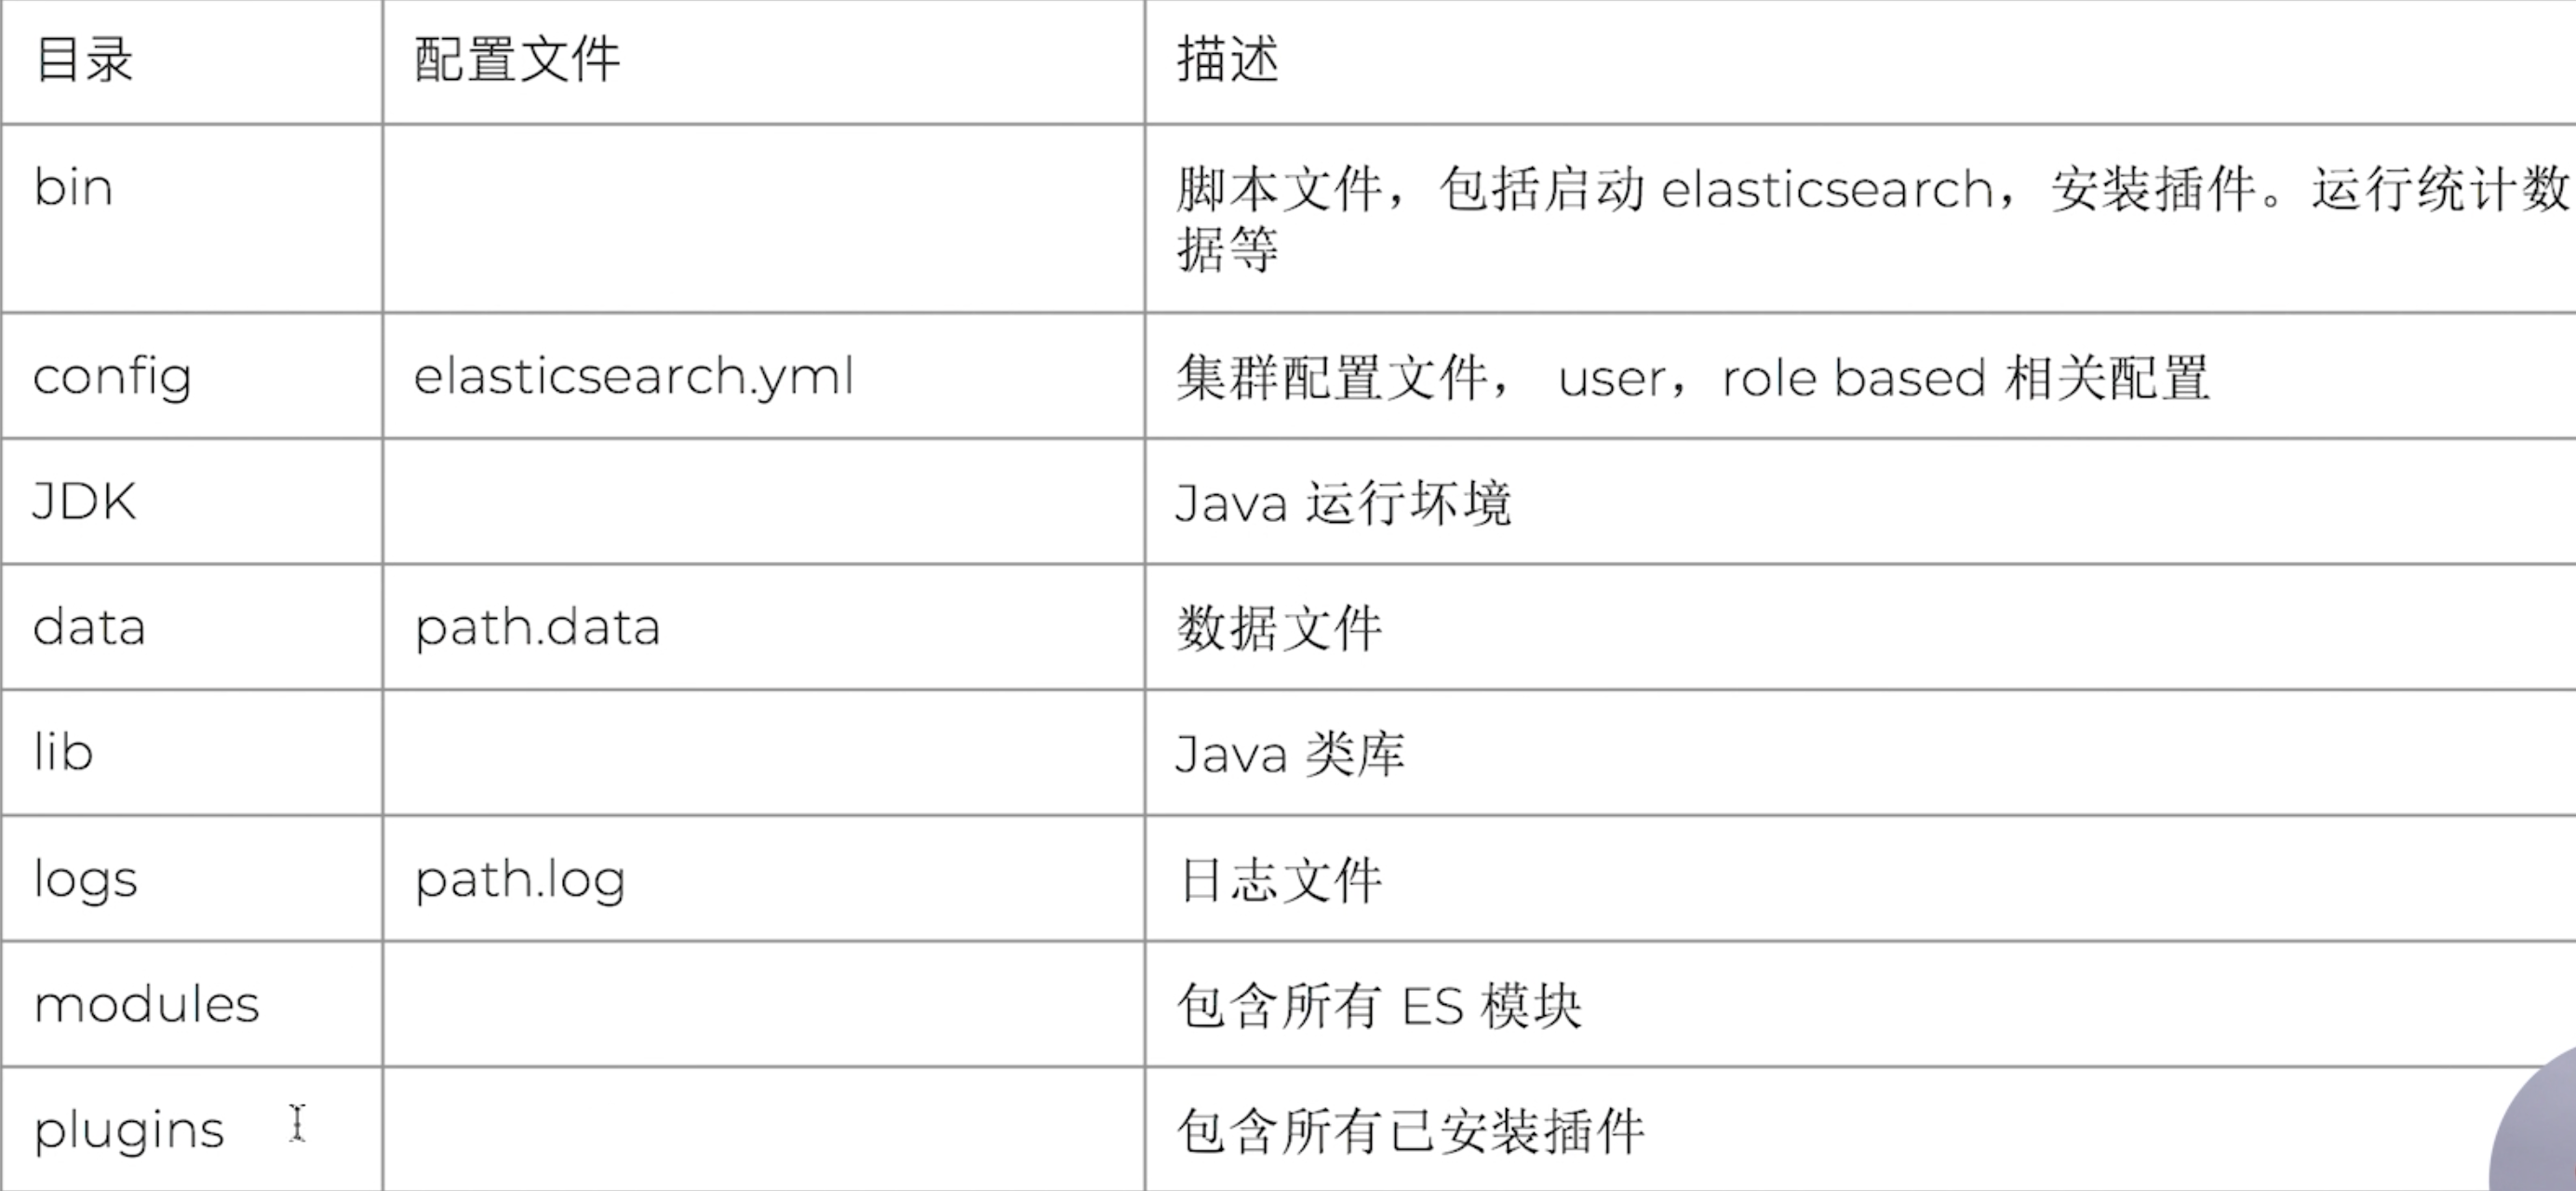 目录 配置文件 描述
bin 脚本文件，包括启动 elasticsearch，安装插件。运行统计数
据等
config elasticsearch.yml 集群配置文件， user，role based 相关配置
JDK Java 运行坏境
data path.data 数据文件
lib Java 类库
logs path.log 日志文件
modules 包含所有 ES 模块
plugins 包含所有已安装插件